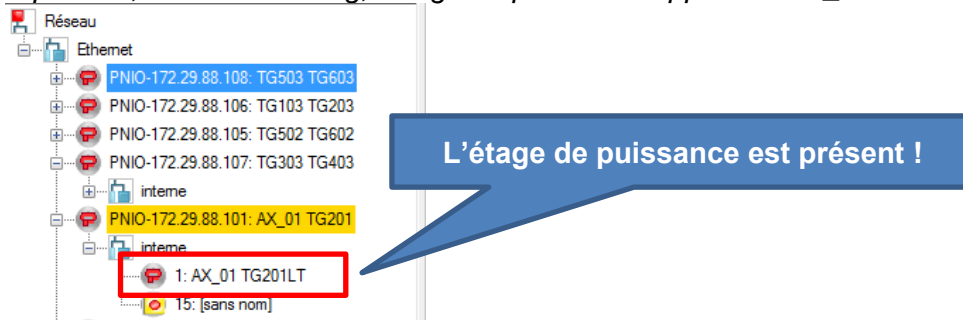 Réseau
Ethernet
PNIO-172.29.88.108: TG503 TG603
PNIO-172.29.88.106: TG103 TG203
PNIO-172.29.88.105: TG502 TG602
PNIO-172.29.88.107: TG303 TG403
interne
PNIO-172.29.88.101: AX_01 TG201
interne
1: AX_01 TG201LT
15: [sans nom]
L'étage de puissance est présent !